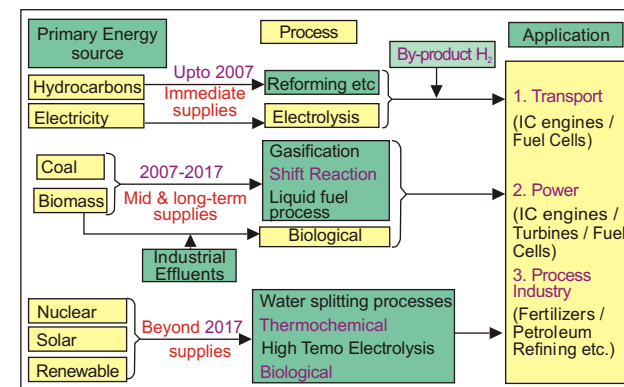 Primary Energy
source
Process
Application
By-product H2
Hydrocarbons
Upto 2007
Immediate
supplies
Reforming etc
Electricity
Electrolysis
1. Transport
(IC engines /
Fuel Cells)
Coal
Biomass
2007-2017
Mid & long-term
supplies
Gasification
Shift Reaction
Liquid fuel
process
Biological
Industrial
Effluents
2. Power
(IC engines /
Turbines / Fuel
Cells)
Nuclear
Solar
Renewable
Beyond 2017
supplies
Water splitting processes
Thermochemical
High Temo Electrolysis
Biological
3. Process
Industry
(Fertilizers /
Petroleum
Refining etc.)